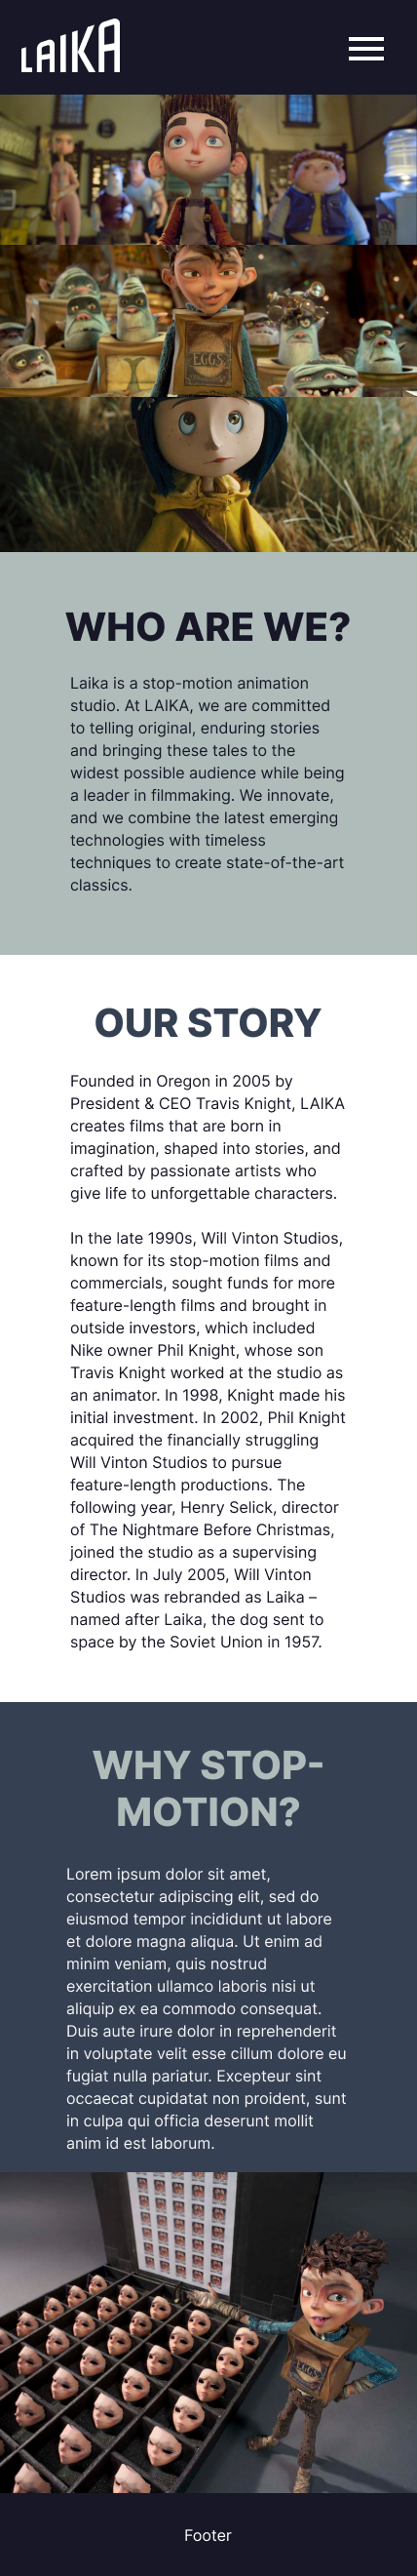 LAIKA
EGGS
WHO ARE WE?
Laika is a stop-motion animation
studio. At LAIKA, we are committed
to telling original, enduring stories
and bringing these tales to the
widest possible audience while being
a leader in filmmaking. We innovate,
and we combine the latest emerging
technologies with timeless
techniques to create state-of-the-art
classics.
OUR STORY
Founded in Oregon in 2005 by
President & CEO Travis Knight, LAIKA
creates films that are born in
imagination, shaped into stories, and
crafted by passionate artists who
give life to unforgettable characters.
In the late 1990s, Will Vinton Studios,
known for its stop-motion films and
commercials, sought funds for more
feature-length films and brought in
outside investors, which included
Nike owner Phil Knight, whose son
Travis Knight worked at the studio as
an animator. In 1998, Knight made his
initial investment. In 2002, Phil Knight
acquired the financially struggling
Will Vinton Studios to pursue
feature-length productions. The
following year, Henry Selick, director
of The Nightmare Before Christmas,
joined the studio as a supervising
director. In July 2005, Will Vinton
Studios was rebranded as Laika –
named after Laika, the dog sent to
space by the Soviet Union in 1957.
WHY STOP-
MOTION?
Lorem ipsum dolor sit amet,
consectetur adipiscing elit, sed do
eiusmod tempor incididunt ut labore
et dolore magna aliqua. Ut enim ad
minim veniam, quis nostrud
exercitation ullamco laboris nisi ut
aliquip ex ea commodo consequat.
Duis aute irure dolor in reprehenderit
in voluptate velit esse cillum dolore eu
fugiat nulla pariatur. Excepteur sint
occaecat cupidatat non proident, sunt
in culpa qui officia deserunt mollit
anim id est laborum.
EGGS
Footer